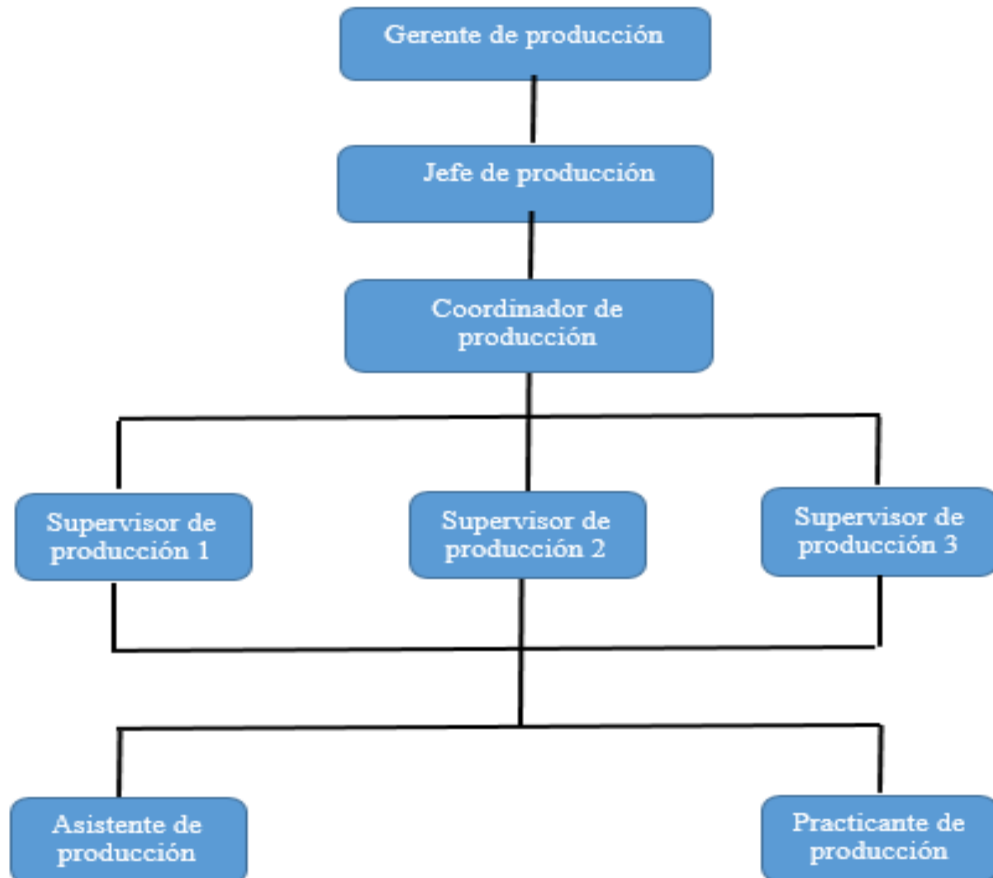 Gerente de producción
Jefe de producción
Coordinador de
producción
Supervisor de
producción 1
Supervisor de
producción 2
Supervisor de
producción 3
Asistente de
producción
Practicante de
producción